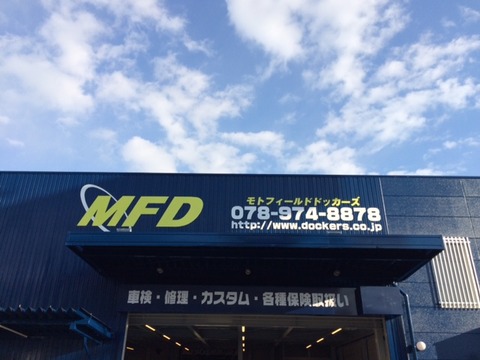 MFD
モトフィールドドッカーズ
078-974-8878
http://www.dockers.co.jp
車検・修理・カスタム・各種保険取扱い